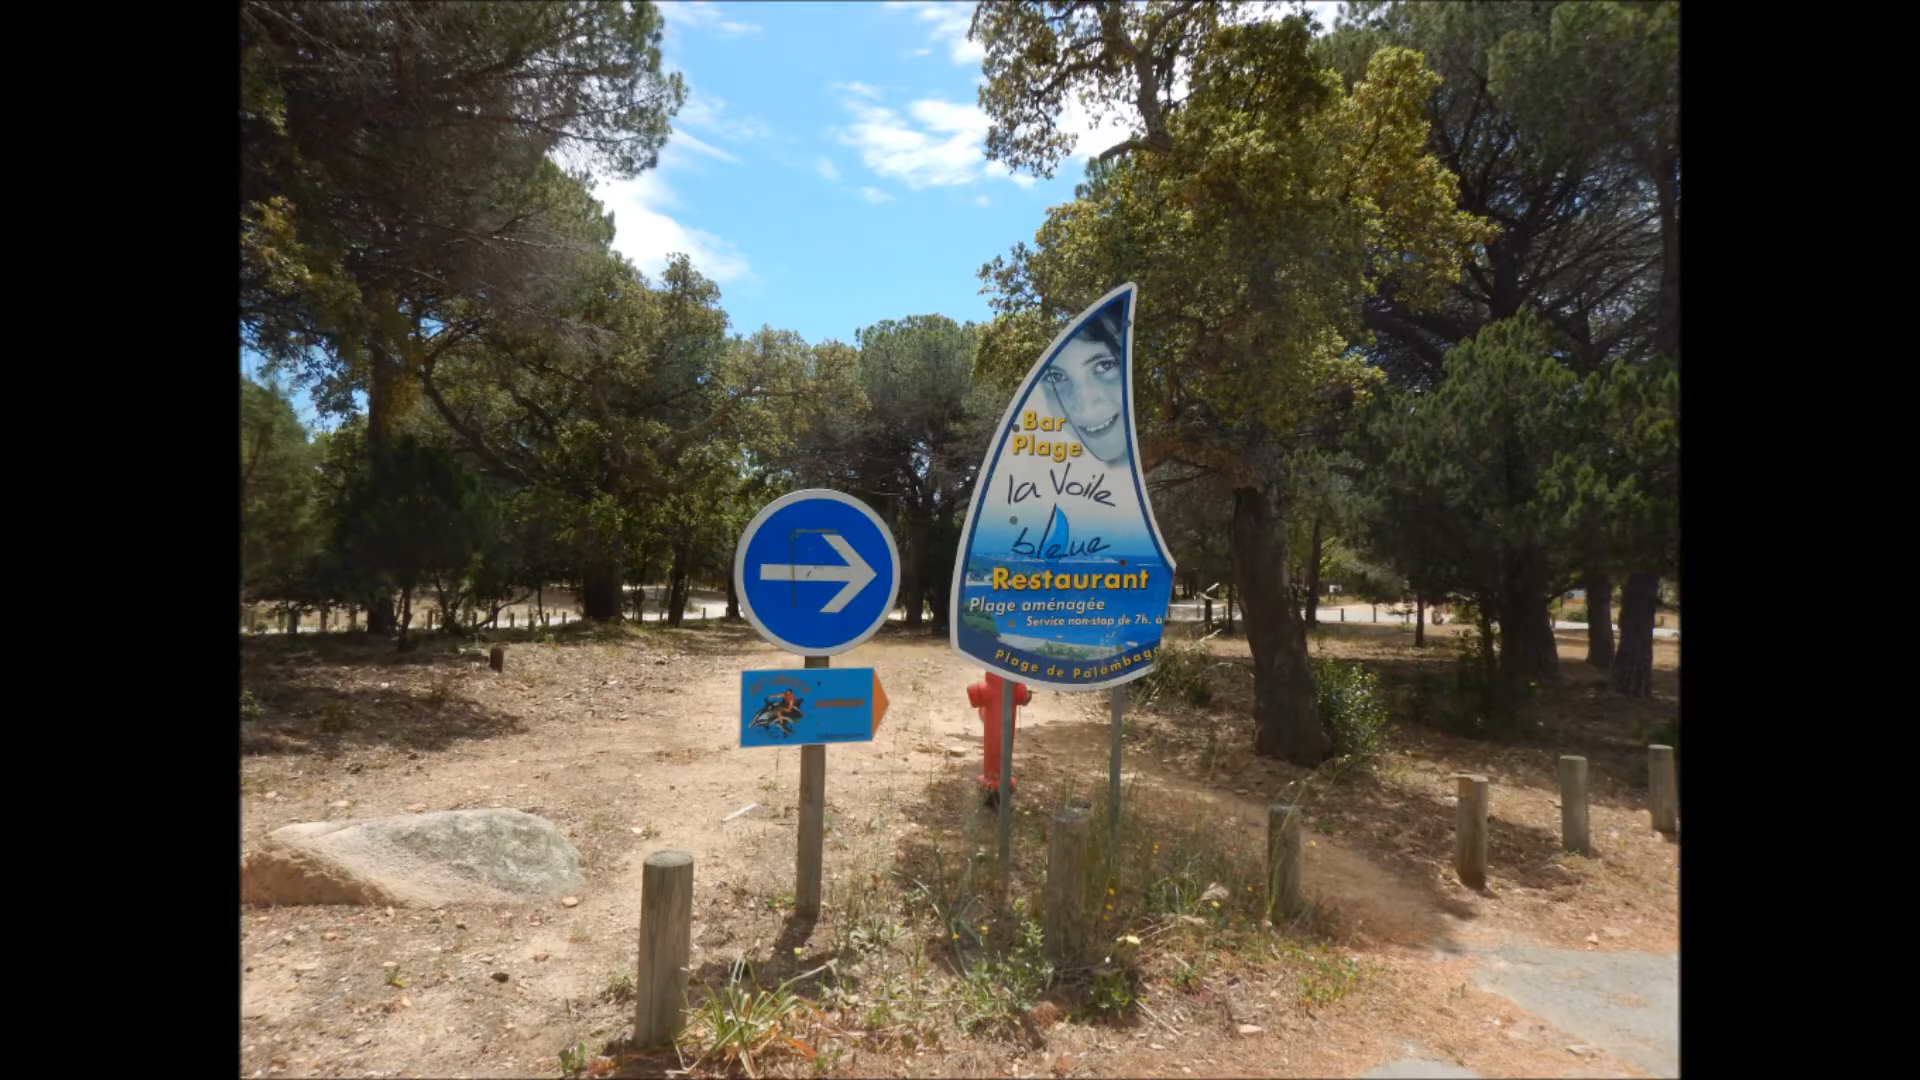 Bar
Plage
la Voile
bleue
Restaurant
Plage aménagée
Service non-stop de 7h. à
Plage de Palombaggia